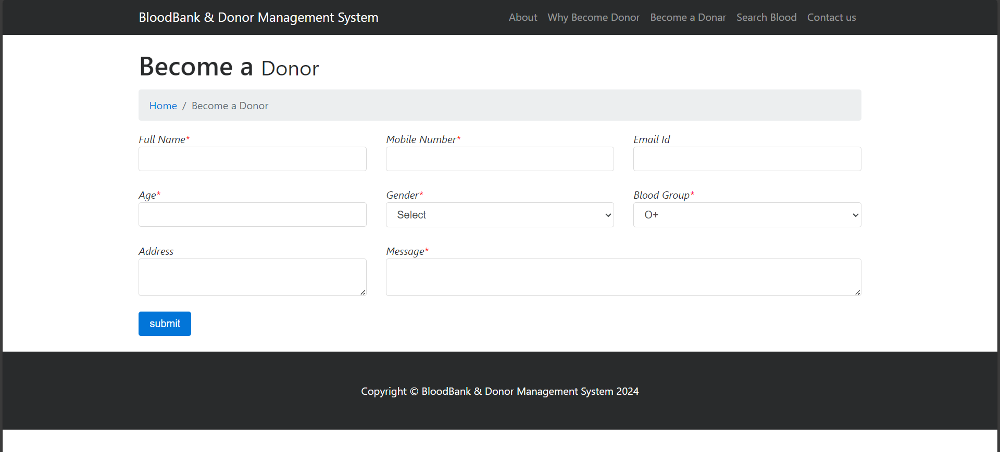 BloodBank & Donor Management System
About Why Become Donor Become a Donar Search Blood Contact us
Become a Donor
Home / Become a Donor
Full Name* Mobile Number* Email Id
Age* Gender* Blood Group*
Select O+
Address Message*
submit
Copyright © BloodBank & Donor Management System 2024